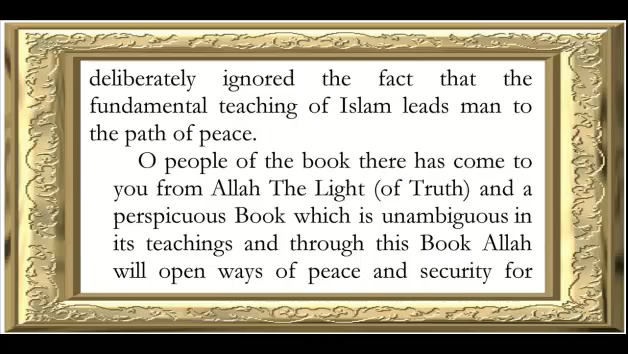 deliberately ignored the fact that the
fundamental teaching of Islam leads man to
the path of peace.
O people of the book there has come to
you from Allah The Light (of Truth) and a
perspicuous Book which is unambiguous in
its teachings and through this Book Allah
will open ways of peace and security for